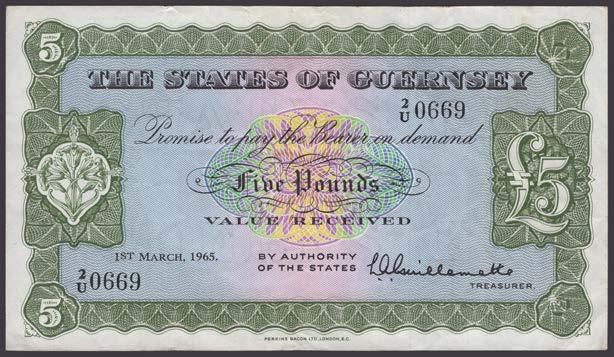 5
THE STATES OF GUERNSEY
2/U 0669
Promise to pay the Bearer on demand
Five Pounds
£5
VALUE RECEIVED
1ST MARCH, 1965.
BY AUTHORITY
OF THE STATES
2/U 0669
L Guillemette
TREASURER.
5
PERKINS BACON LTD, LONDON, E.C.